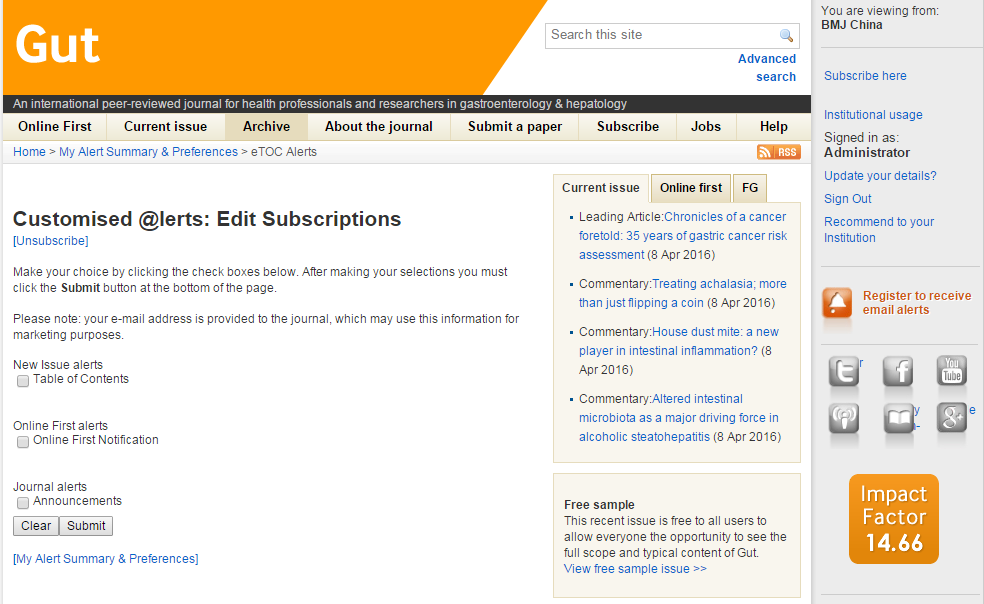 Gut
Search this site
Advanced
search
An international peer-reviewed journal for health professionals and researchers in gastroenterology & hepatology
Online First
Current issue
Archive
About the journal
Submit a paper
Subscribe
Jobs
Help
Home > My Alert Summary & Preferences > eTOC Alerts
RSS
Customised @lerts: Edit Subscriptions
[Unsubscribe]
Make your choice by clicking the check boxes below. After making your selections you must
click the Submit button at the bottom of the page.
Please note: your e-mail address is provided to the journal, which may use this information for
marketing purposes.
New Issue alerts
Table of Contents
Online First alerts
Online First Notification
Journal alerts
Announcements
Clear
Submit
[My Alert Summary & Preferences]
Current issue
Online first
FG
Leading Article:Chronicles of a cancer
foretold: 35 years of gastric cancer risk
assessment (8 Apr 2016)
Commentary:Treating achalasia; more
than just flipping a coin (8 Apr 2016)
Commentary:House dust mite: a new
player in intestinal inflammation? (8
Apr 2016)
Commentary:Altered intestinal
microbiota as a major driving force in
alcoholic steatohepatitis (8 Apr 2016)
Free sample
This recent issue is free to all users to
allow everyone the opportunity to see the
full scope and typical content of Gut.
View free sample issue >>
You are viewing from:
BMJ China
Subscribe here
Institutional usage
Signed in as:
Administrator
Update your details?
Sign Out
Recommend to your
Institution
Register to receive
email alerts
You
Tube
Impact
Factor
14.66